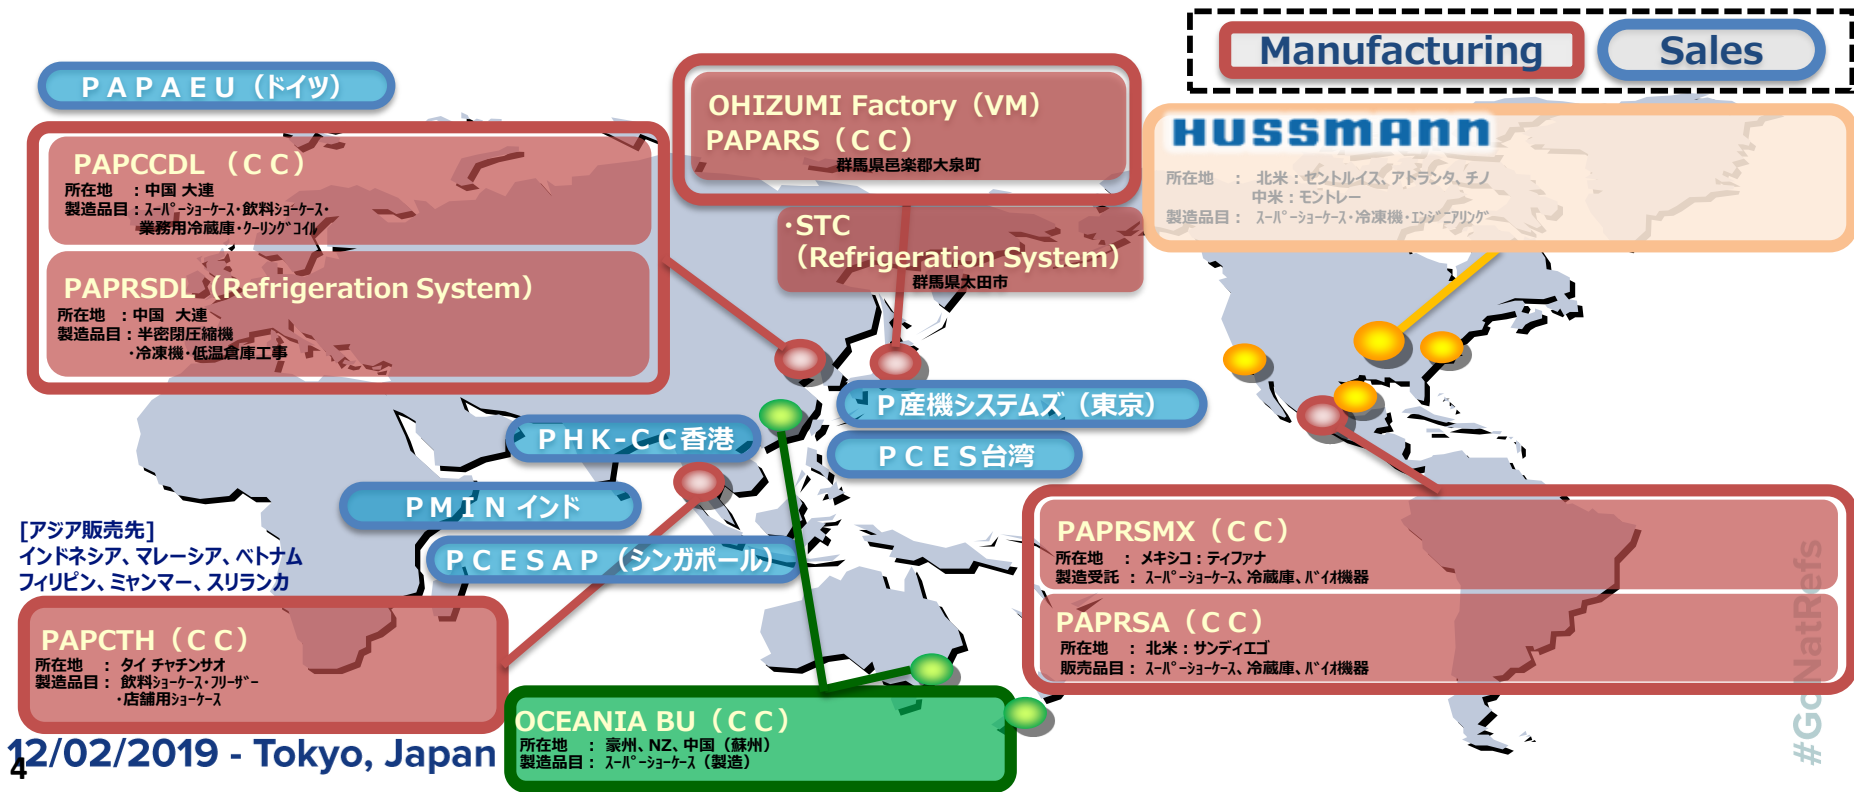 Manufacturing
Sales
PAPAEU（ドイツ）
PAPCCDL （ＣＣ）
所在地　：中国 大連
製造品目：ｽｰﾊﾟｰｼｮｰｹｰｽ・飲料ｼｮｰｹｰｽ・
業務用冷蔵庫・ｸｰﾘﾝｸﾞｺｲﾙ
PAPRSDL（Refrigeration System）
所在地　：中国　大連
製造品目：半密閉圧縮機
・冷凍機・低温倉庫工事
OHIZUMI Factory（VM）
PAPARS（ＣＣ）
群馬県邑楽郡大泉町
・STC
（Refrigeration System）
群馬県太田市
HUSSMANN
所在地　：　北米：セントルイス、アトランタ、チノ
中米：モントレー
製造品目：　ｽｰﾊﾟｰｼｮｰｹｰｽ・冷凍機・ｴﾝｼﾞﾆｱﾘﾝｸﾞ
Ｐ産機システムズ（東京）
PHK-CC香港
ＰＣＥＳ台湾
ＰＭＩＮ インド
ＰＣＥＳＡＰ（シンガポール）
[アジア販売先]
インドネシア、マレーシア、ベトナム
フィリピン、ミャンマー、スリランカ
PAPCTH（ＣＣ）
所在地　：　タイ チャチンサオ
製造品目：　飲料ｼｮｰｹｰｽ・ﾌﾘｰｻﾞｰ
・店舗用ｼｮｰｹｰｽ
OCEANIA BU（ＣＣ）
所在地　：　豪州、NZ、中国（蘇州）
製造品目：　ｽｰﾊﾟｰｼｮｰｹｰｽ（製造）
PAPRSMX（ＣＣ）
所在地　：　メキシコ：ティファナ
製造受託：　ｽｰﾊﾟｰｼｮｰｹｰｽ、冷蔵庫、ﾊﾞｲｵ機器
PAPRSA（ＣＣ）
所在地　：　北米：サンディエゴ
販売品目：　ｽｰﾊﾟｰｼｮｰｹｰｽ、冷蔵庫、ﾊﾞｲｵ機器
#GoNatRefs
12/02/2019 - Tokyo, Japan
4